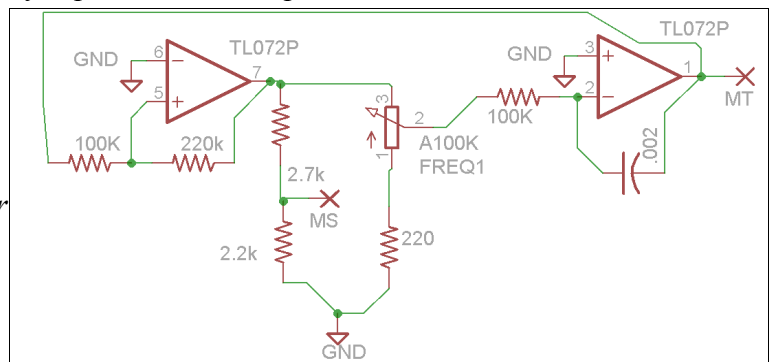 TL072P
TL072P
GND
6
−
7
5
+
GND
3
+
1
2
−
MT
100K
220k
3
2
1
A100K
FREQ1
100K
.002
2.7k
MS
2.2k
220
GND
r